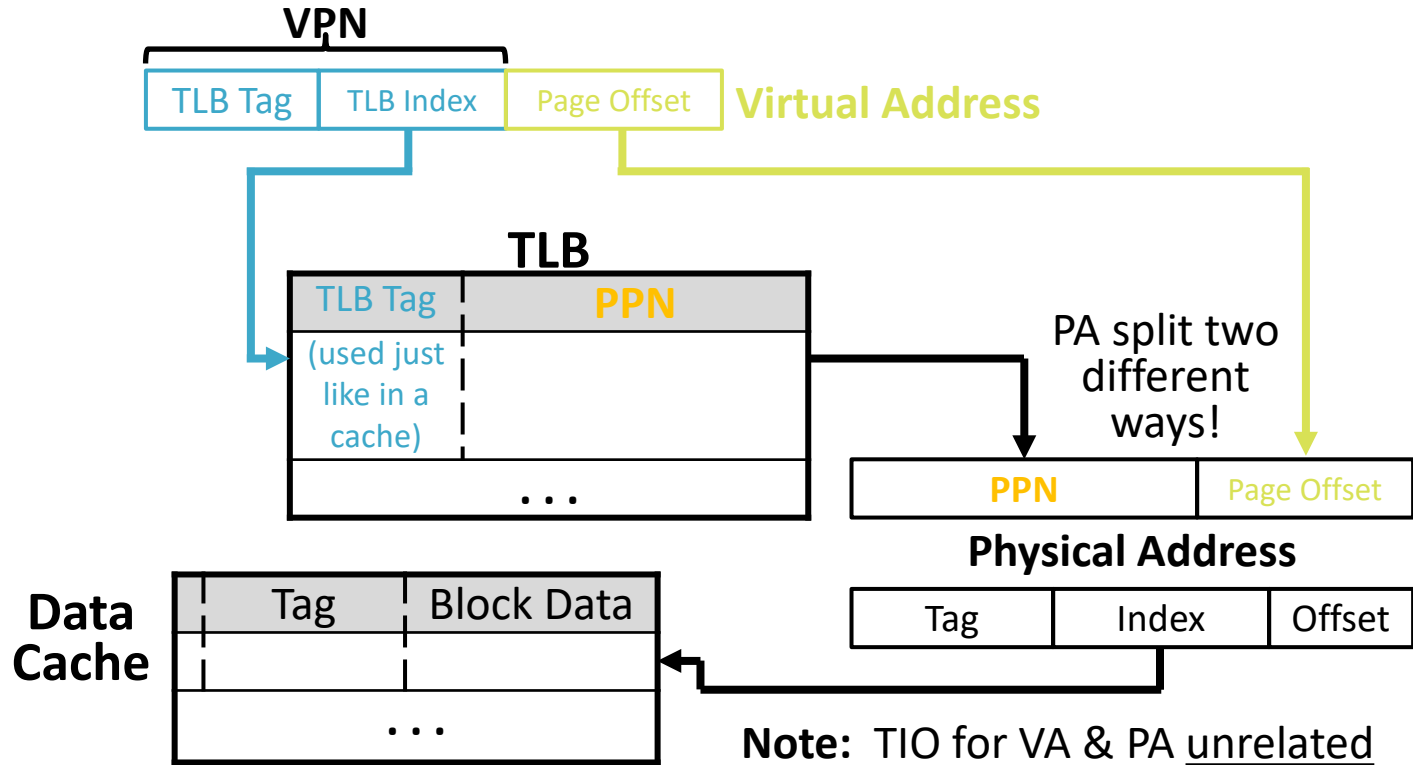 VPN
TLB Tag
TLB Index
Page Offset
Virtual Address
TLB
TLB Tag
PPN
(used just
like in a
cache)
. . .
PA split two
different
ways!
PPN
Page Offset
Physical Address
Tag
Index
Offset
Data
Cache
Tag
Block Data
. . .
Note: TIO for VA & PA unrelated